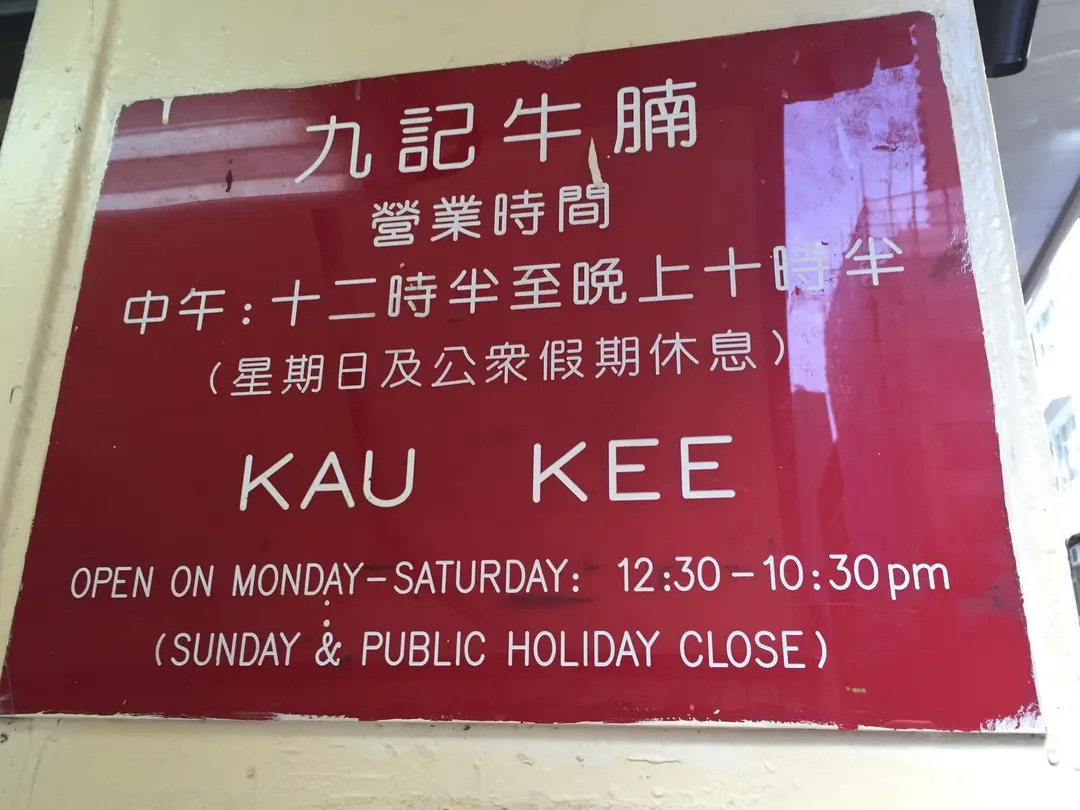 九記牛腩
營業時間
中午:十二時半至晚上十時半
(星期日及公衆假期休息)
KAU KEE
OPEN ON MONDAY-SATURDAY: 12:30-10:30pm
(SUNDAY & PUBLIC HOLIDAY CLOSE)